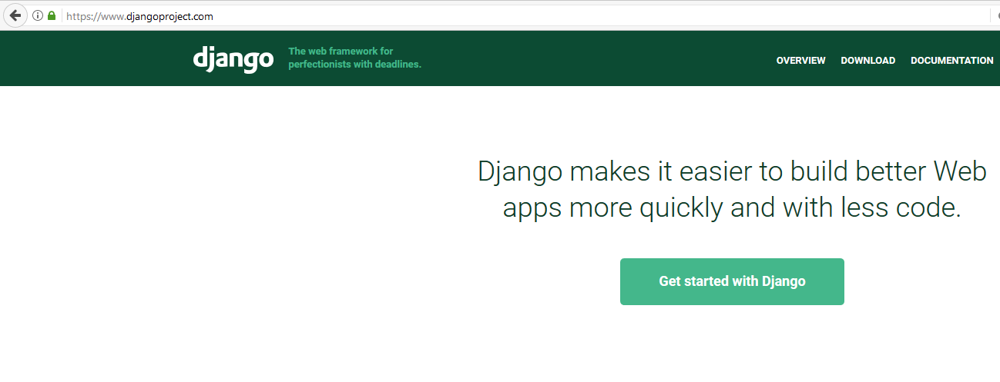 https://www.djangoproject.com
django
The web framework for
perfectionists with deadlines.
OVERVIEW DOWNLOAD DOCUMENTATION
Django makes it easier to build better Web
apps more quickly and with less code.
Get started with Django